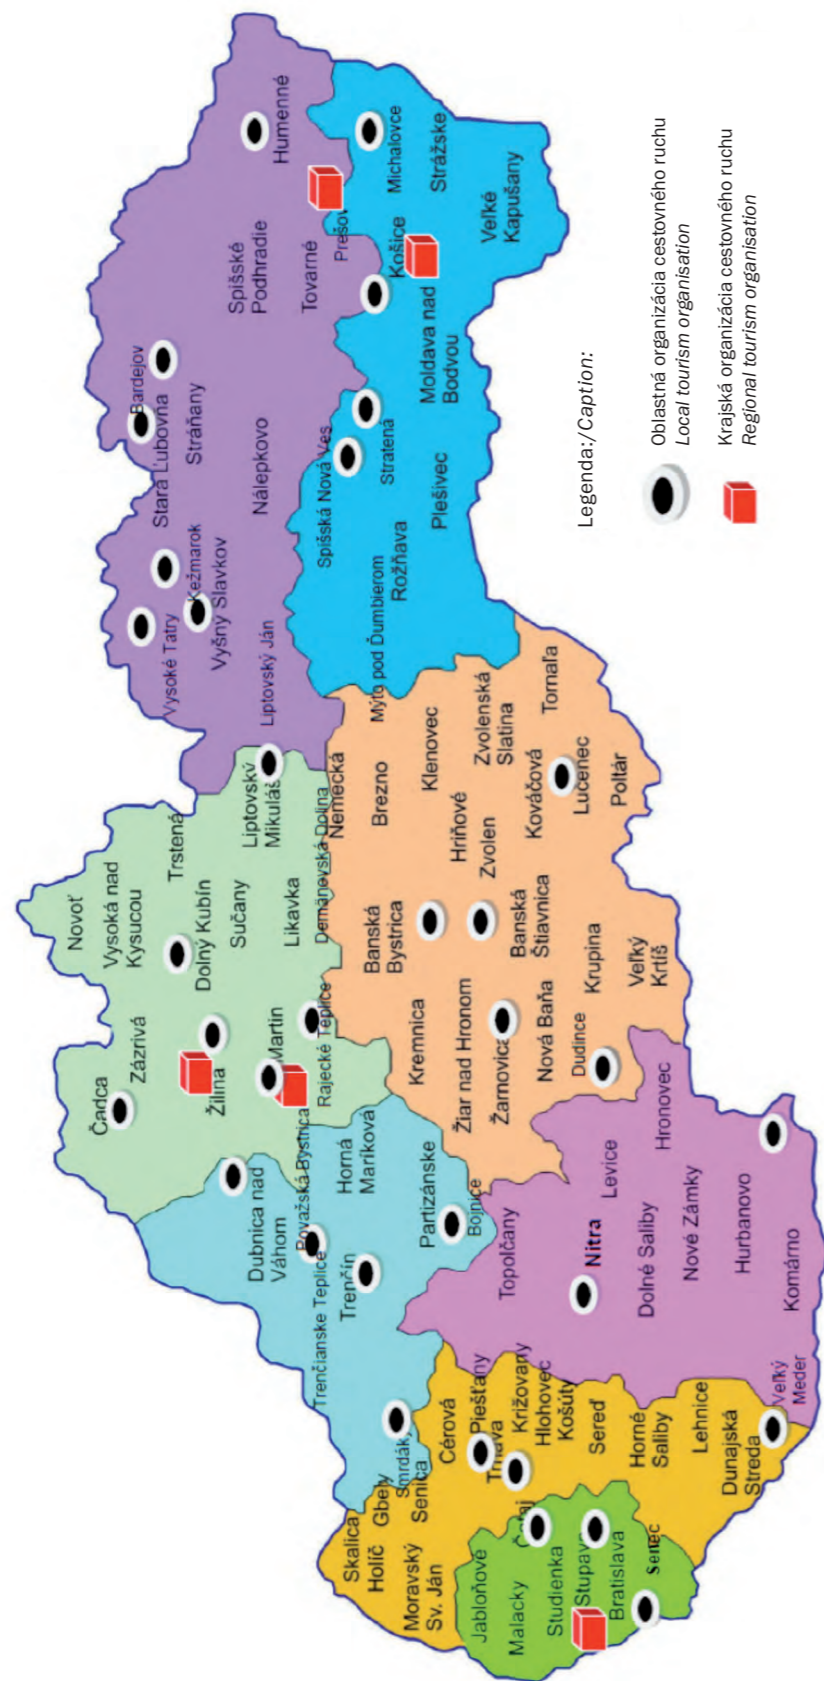 Novoť
Vysoká nad
Kysucou
Trstená
Čadca
Zázrivá
Dolný Kubín
Sučany
Liptovský
Mikuláš
Žilina
Martin
Likavka
Rajecké Teplice
Demänovská Dolina
Vysoké Tatry
Kežmarok
Vyšný Slavkov
Liptovský Ján
Stará Ľubovňa
Bardejov
Stráňany
Nálepkovo
Spišské
Podhradie
Tovarné
Prešov
Humenné
Spišská Nová Ves
Stratená
Mýto pod Ďumbierom
Rožňava
Plešivec
Moldava nad
Bodvou
Košice
Michalovce
Strážske
Veľké
Kapušany
Dubnica nad
Váhom
Považská Bystrica
Horná
Maríková
Trenčianske Teplice
Trenčín
Partizánske
Bojnice
Smrdáky
Nemecká
Brezno
Klenovec
Banská
Bystrica
Hriňové
Zvolen
Zvolenská
Slatina
Kremnica
Žiar nad Hronom
Žarnovica
Banská
Štiavnica
Kováčová
Tornaľa
Lučenec
Poltár
Nová Baňa
Dudince
Krupina
Veľký
Krtíš
Skalica
Holíč
Gbely
Senica
Moravský
Sv. Ján
Cérová
Piešťany
Trnava
Križovany
Hlohovec
Košúty
Sereď
Horné
Saliby
Lehnice
Dunajská
Streda
Veľký
Meder
Jabloňové
Malacky
Studienka
Stupava
Bratislava
Senec
Topoľčany
Nitra
Levice
Dolné Saliby
Hronovec
Nové Zámky
Hurbanovo
Komárno
Legenda:/Caption:
Oblastná organizácia cestovného ruchu
Local tourism organisation
Krajská organizácia cestovného ruchu
Regional tourism organisation